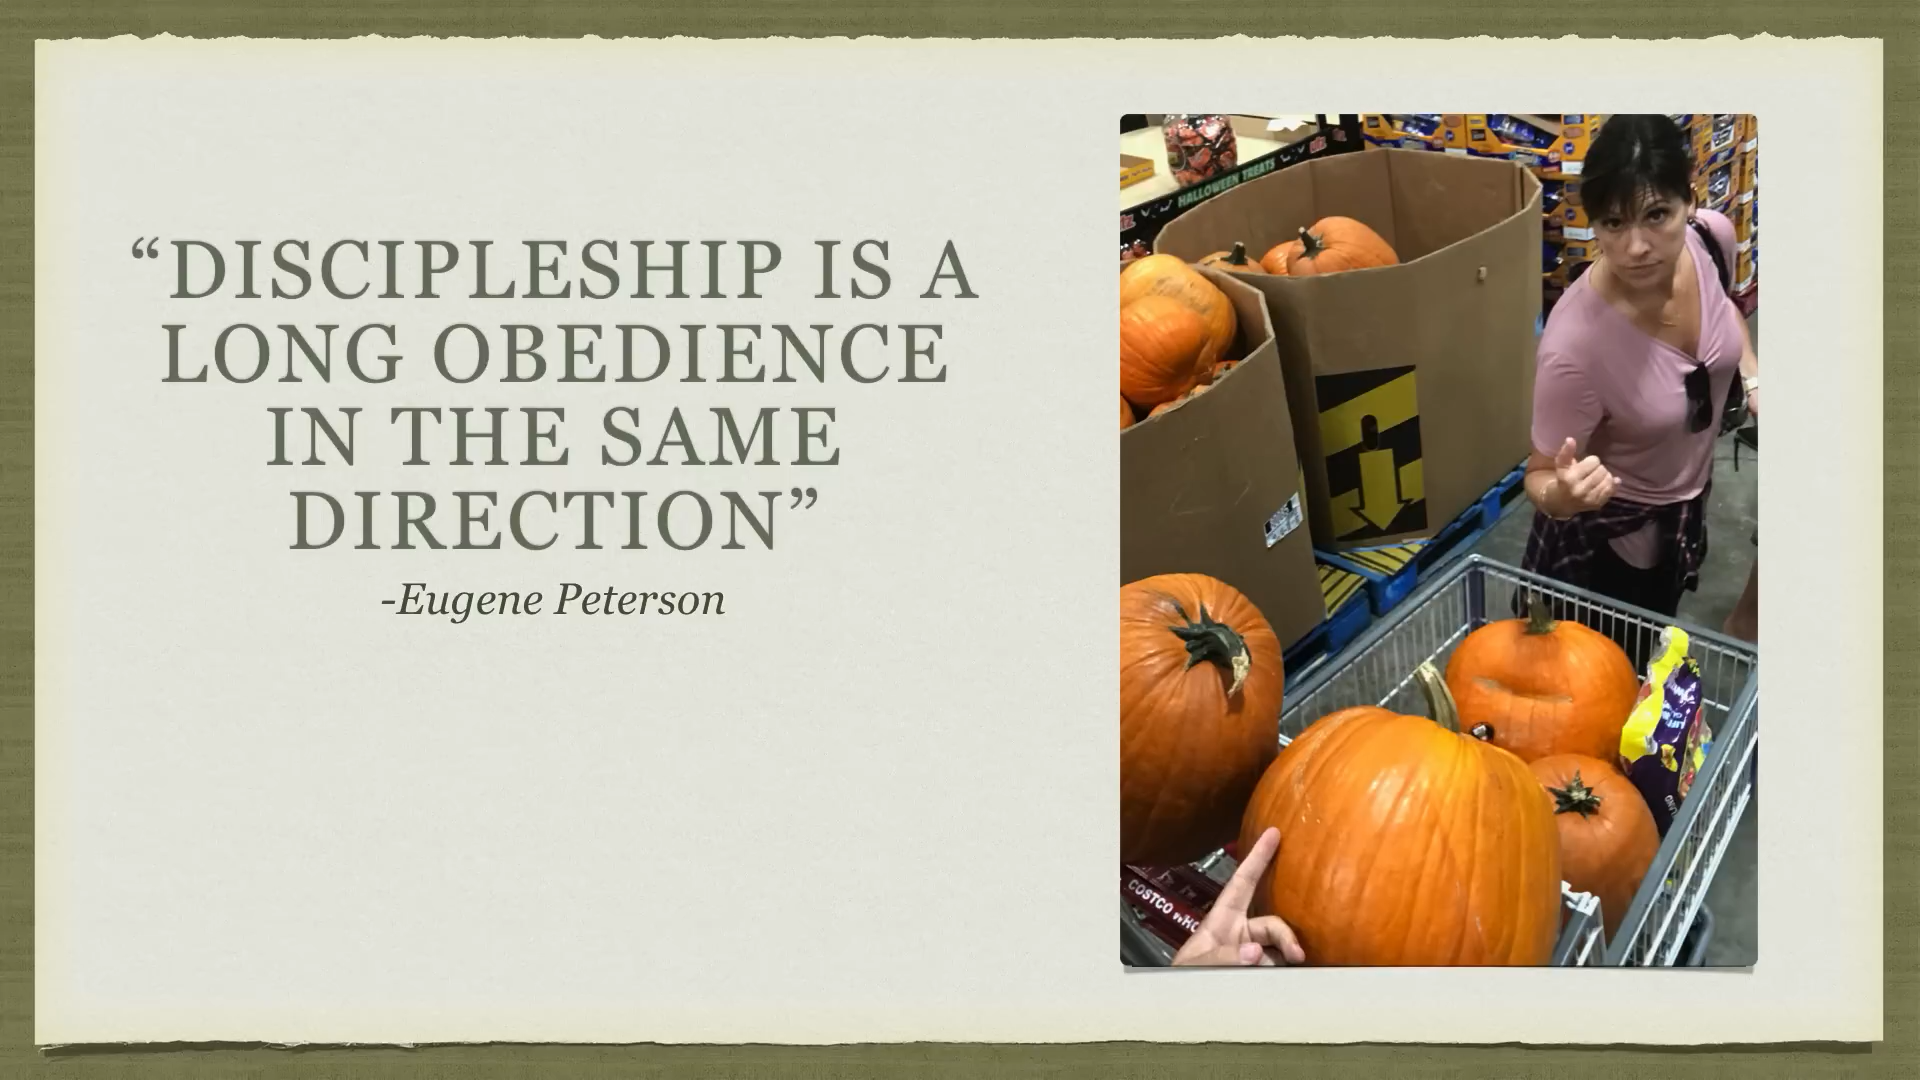 “DISCIPLESHIP IS A
LONG OBEDIENCE
IN THE SAME
DIRECTION”
-Eugene Peterson
HALLOWEEN TREATS
COSTCO